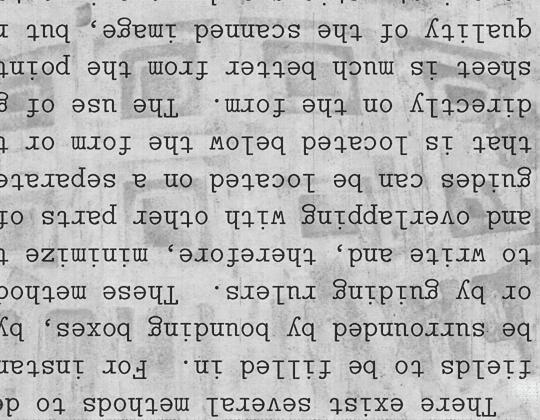 There exist several methods to de
fields to be filled in. For instan
be surrounded by bounding boxes, by
or by guiding rulers. These method
to write and, therefore, minimize t
and overlapping with other parts of
guides can be located on a separate
that is located below the form or t
directly on the form. The use of g
sheet is much better from the point
quality of the scanned image, but r